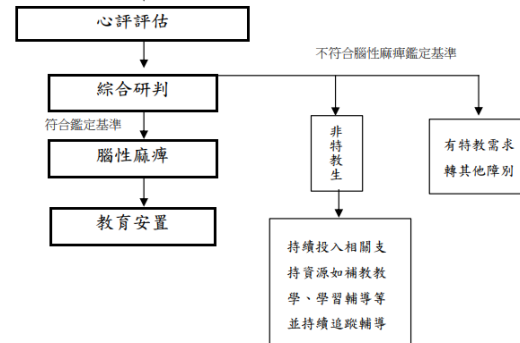 心評評估
不符合腦性麻痺鑑定基準
綜合研判
符合鑑定基準
腦性麻痺
教育安置
非
特
教
生
有特教需求
轉其他障別
持續投入相關支
持資源如補教教
學、學習輔導等
並持續追蹤輔導